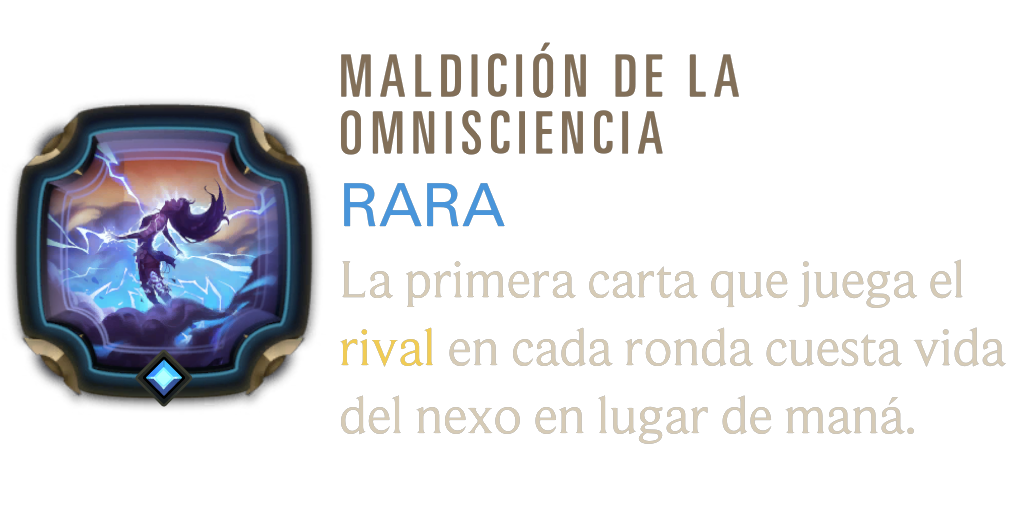 MALDICIÓN DE LA
OMNISCIENCIA
RARA
La primera carta que juega el
rival en cada ronda cuesta vida
del nexo en lugar de maná.